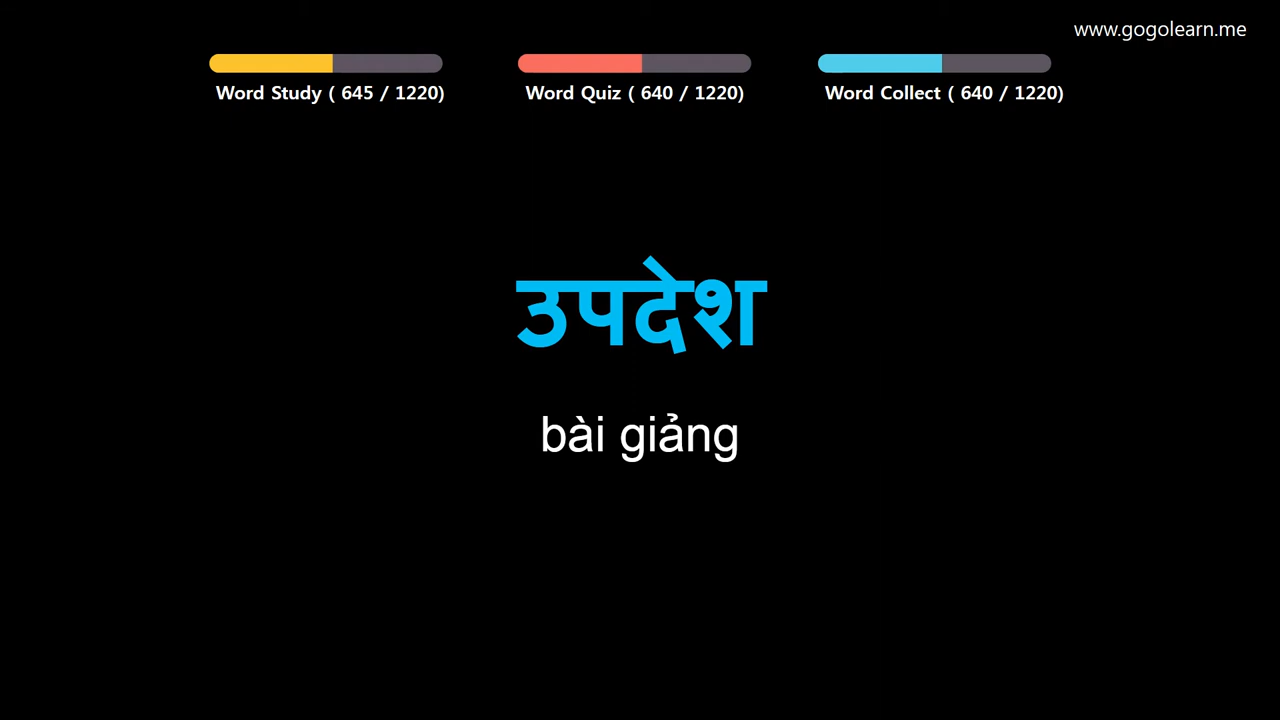 www.gogolearn.me
Word Study ( 645 / 1220)
Word Quiz ( 640 / 1220)
Word Collect ( 640 / 1220)
उपदेश
bài giảng